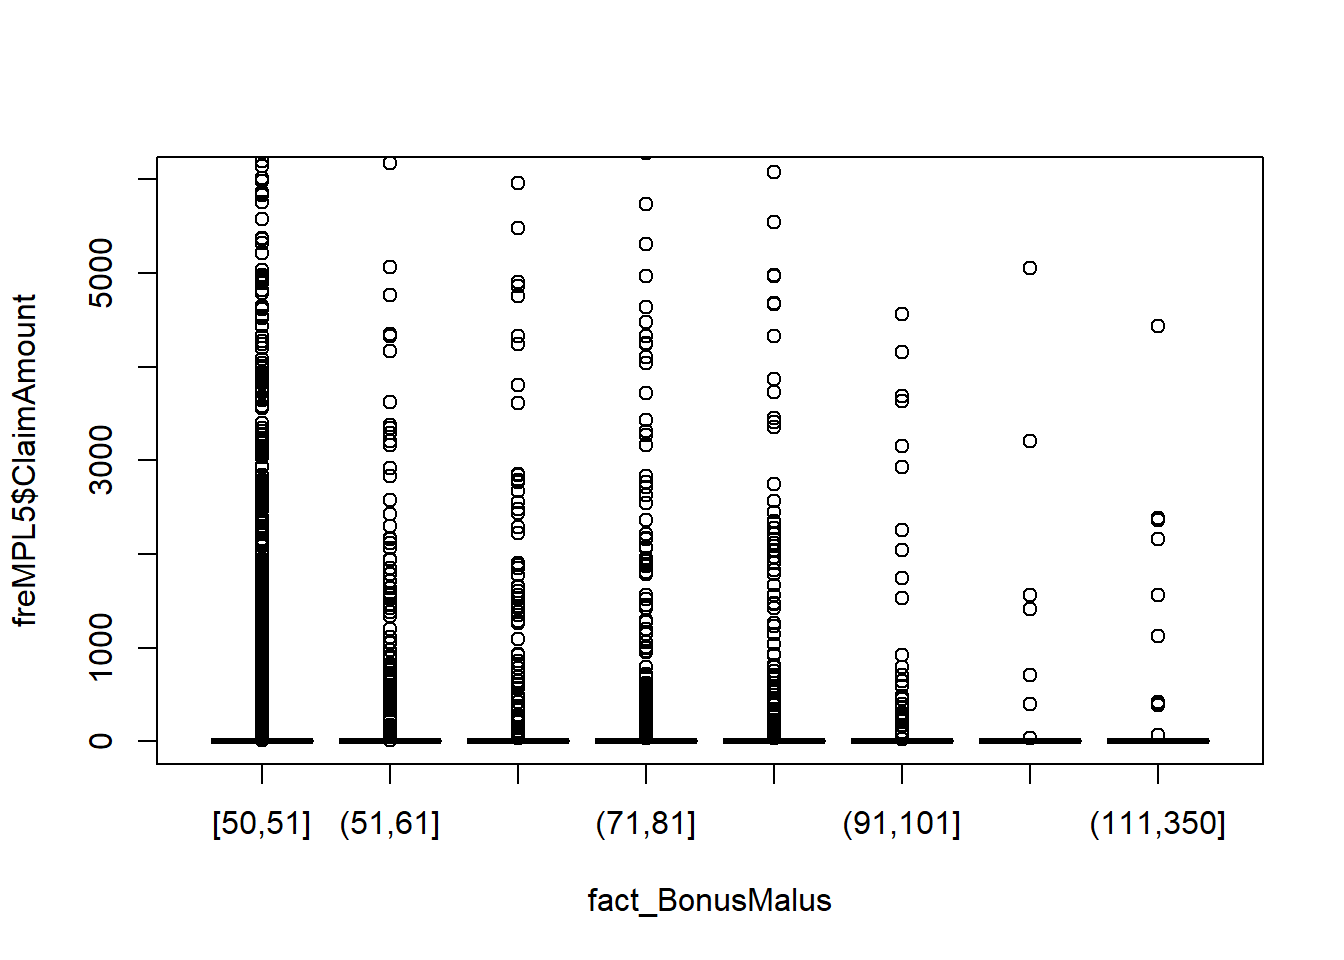 freMPL5$ClaimAmount
5000
3000
1000
0
[50,51] (51,61] (71,81] (91,101] (111,350]
fact_BonusMalus